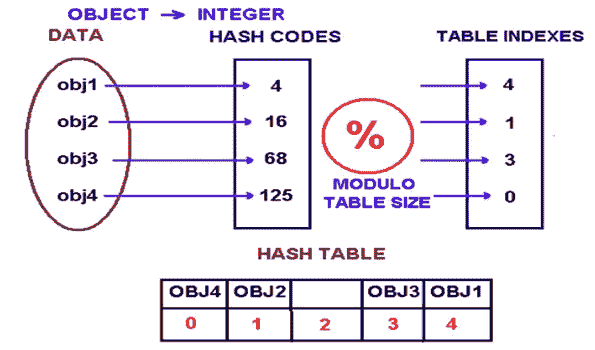 OBJECT → INTEGER
DATA HASH CODES TABLE INDEXES
obj1 4 4
obj2 16 % 1
obj3 68 3
obj4 125 0
MODULO
TABLE SIZE
HASH TABLE
OBJ4 OBJ2 OBJ3 OBJ1
0 1 2 3 4